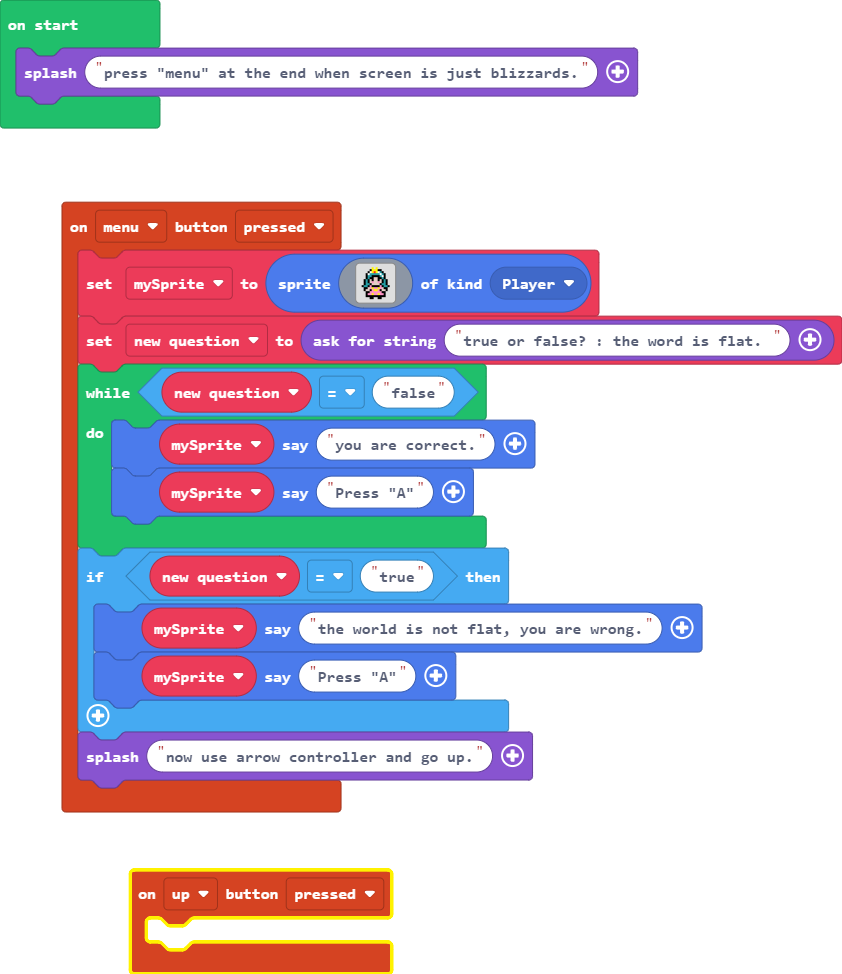 on start
splash "press "menu" at the end when screen is just blizzards."
on menu button pressed
set mySprite to sprite of kind Player
set new question to ask for string "true or false? : the word is flat. "
while new question = "false"
do
mySprite say "you are correct."
mySprite say "Press "A""
if new question = "true" then
mySprite say "the world is not flat, you are wrong."
mySprite say "Press "A""
splash "now use arrow controller and go up."
on up button pressed